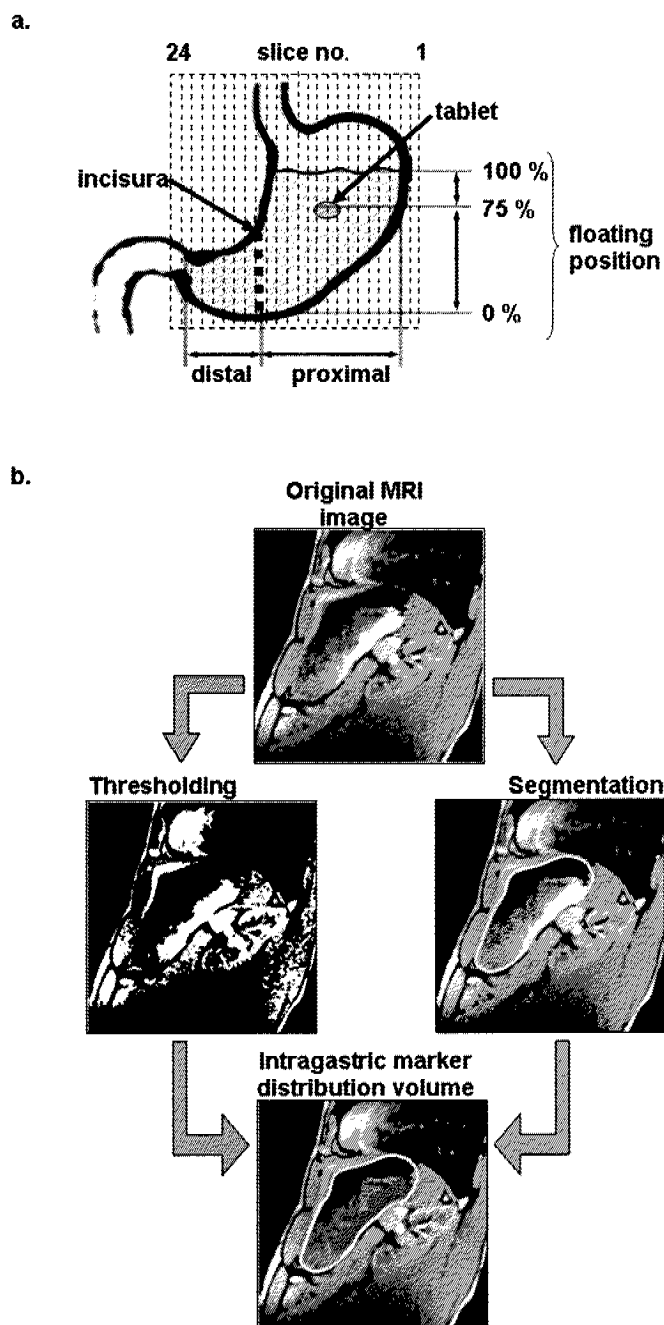 a.
24 slice no. 1
tablet
incisura
100 %
75 %
floating
position
0 %
distal proximal
b.
Original MRI
image
Thresholding Segmentation
Intragastric marker
distribution volume